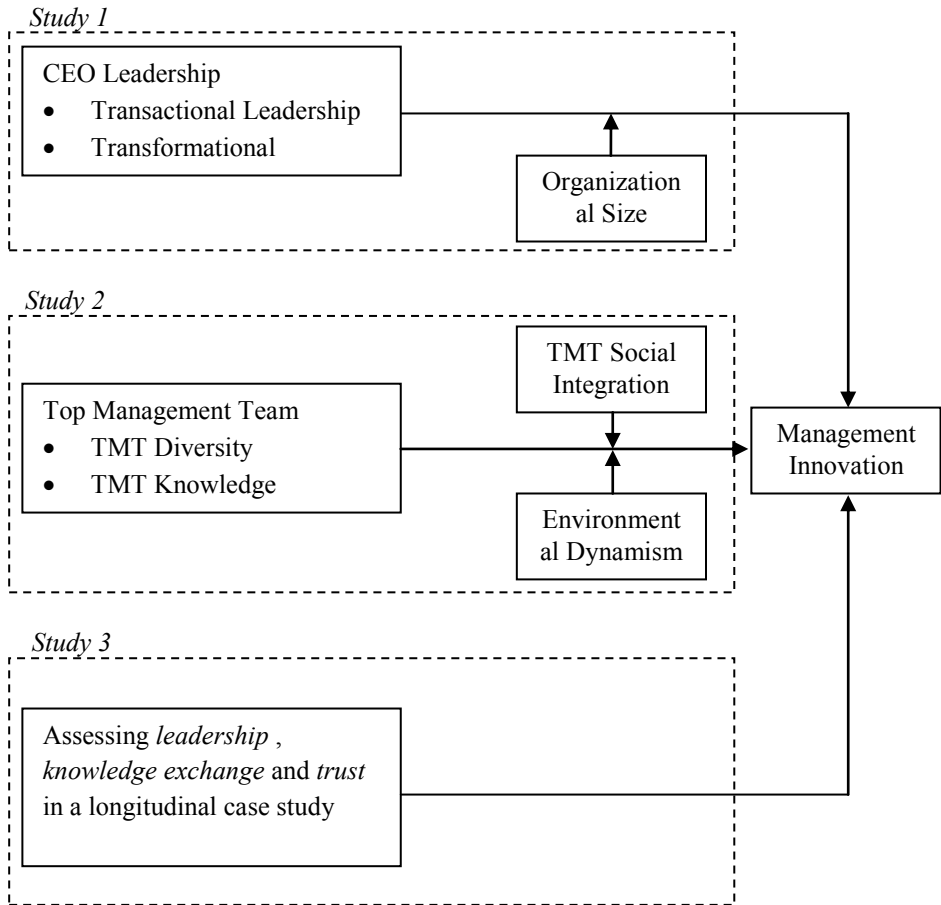 Study 1
CEO Leadership
• Transactional Leadership
• Transformational
Organization
al Size
Study 2
TMT Social
Integration
Top Management Team
• TMT Diversity
• TMT Knowledge
Management
Innovation
Environment
al Dynamism
Study 3
Assessing leadership ,
knowledge exchange and trust
in a longitudinal case study